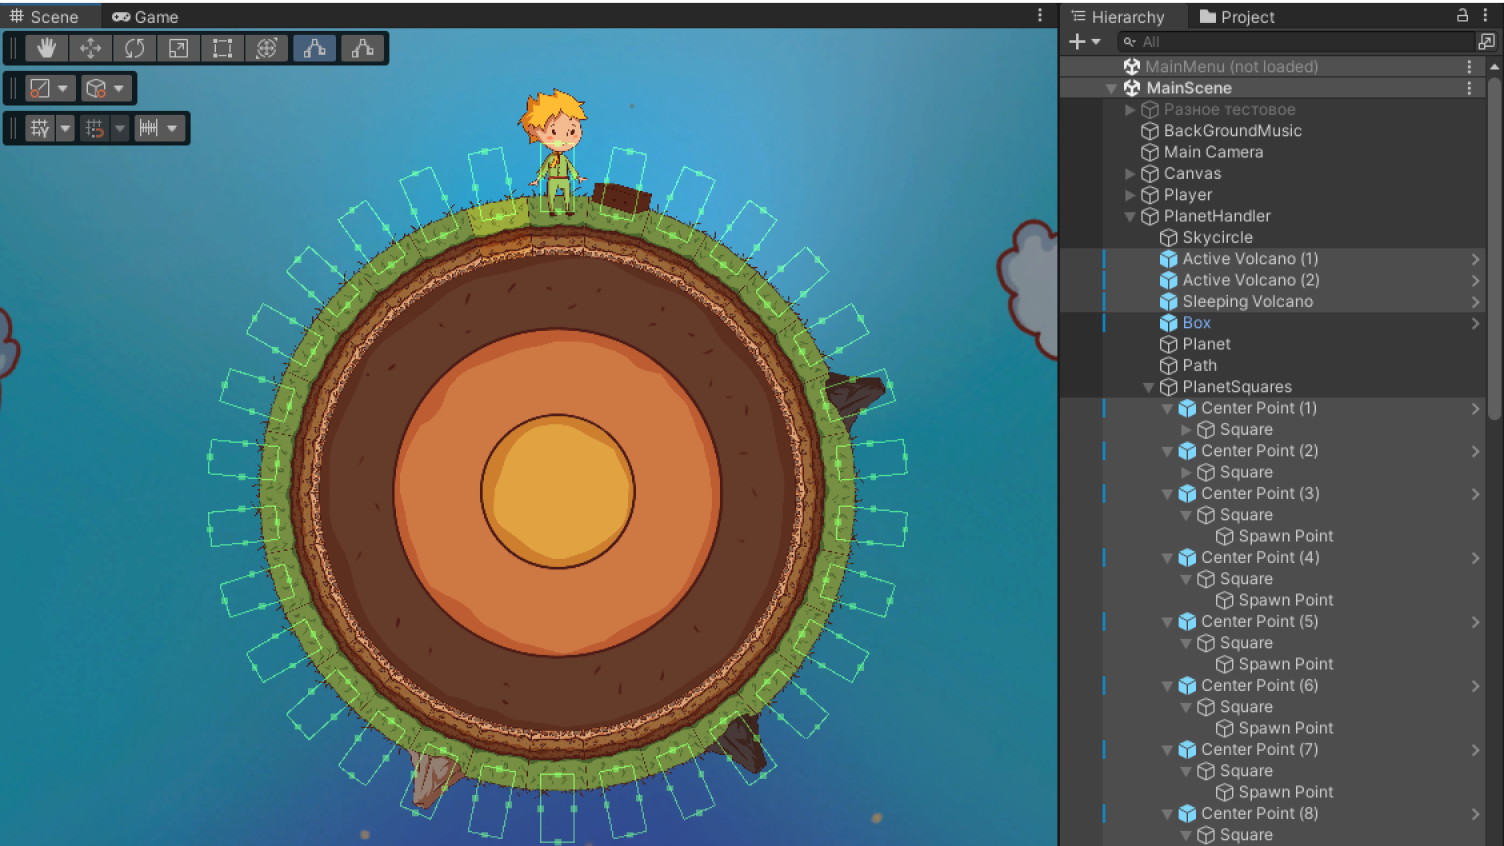 Scene
Game
Hierarchy
Project
All
MainMenu (not loaded)
MainScene
Разное тестовое
BackGroundMusic
Main Camera
Canvas
Player
PlanetHandler
Skycircle
Active Volcano (1)
Active Volcano (2)
Sleeping Volcano
Box
Planet
Path
PlanetSquares
Center Point (1)
Square
Center Point (2)
Square
Center Point (3)
Square
Spawn Point
Center Point (4)
Square
Spawn Point
Center Point (5)
Square
Spawn Point
Center Point (6)
Square
Spawn Point
Center Point (7)
Square
Spawn Point
Center Point (8)
Square